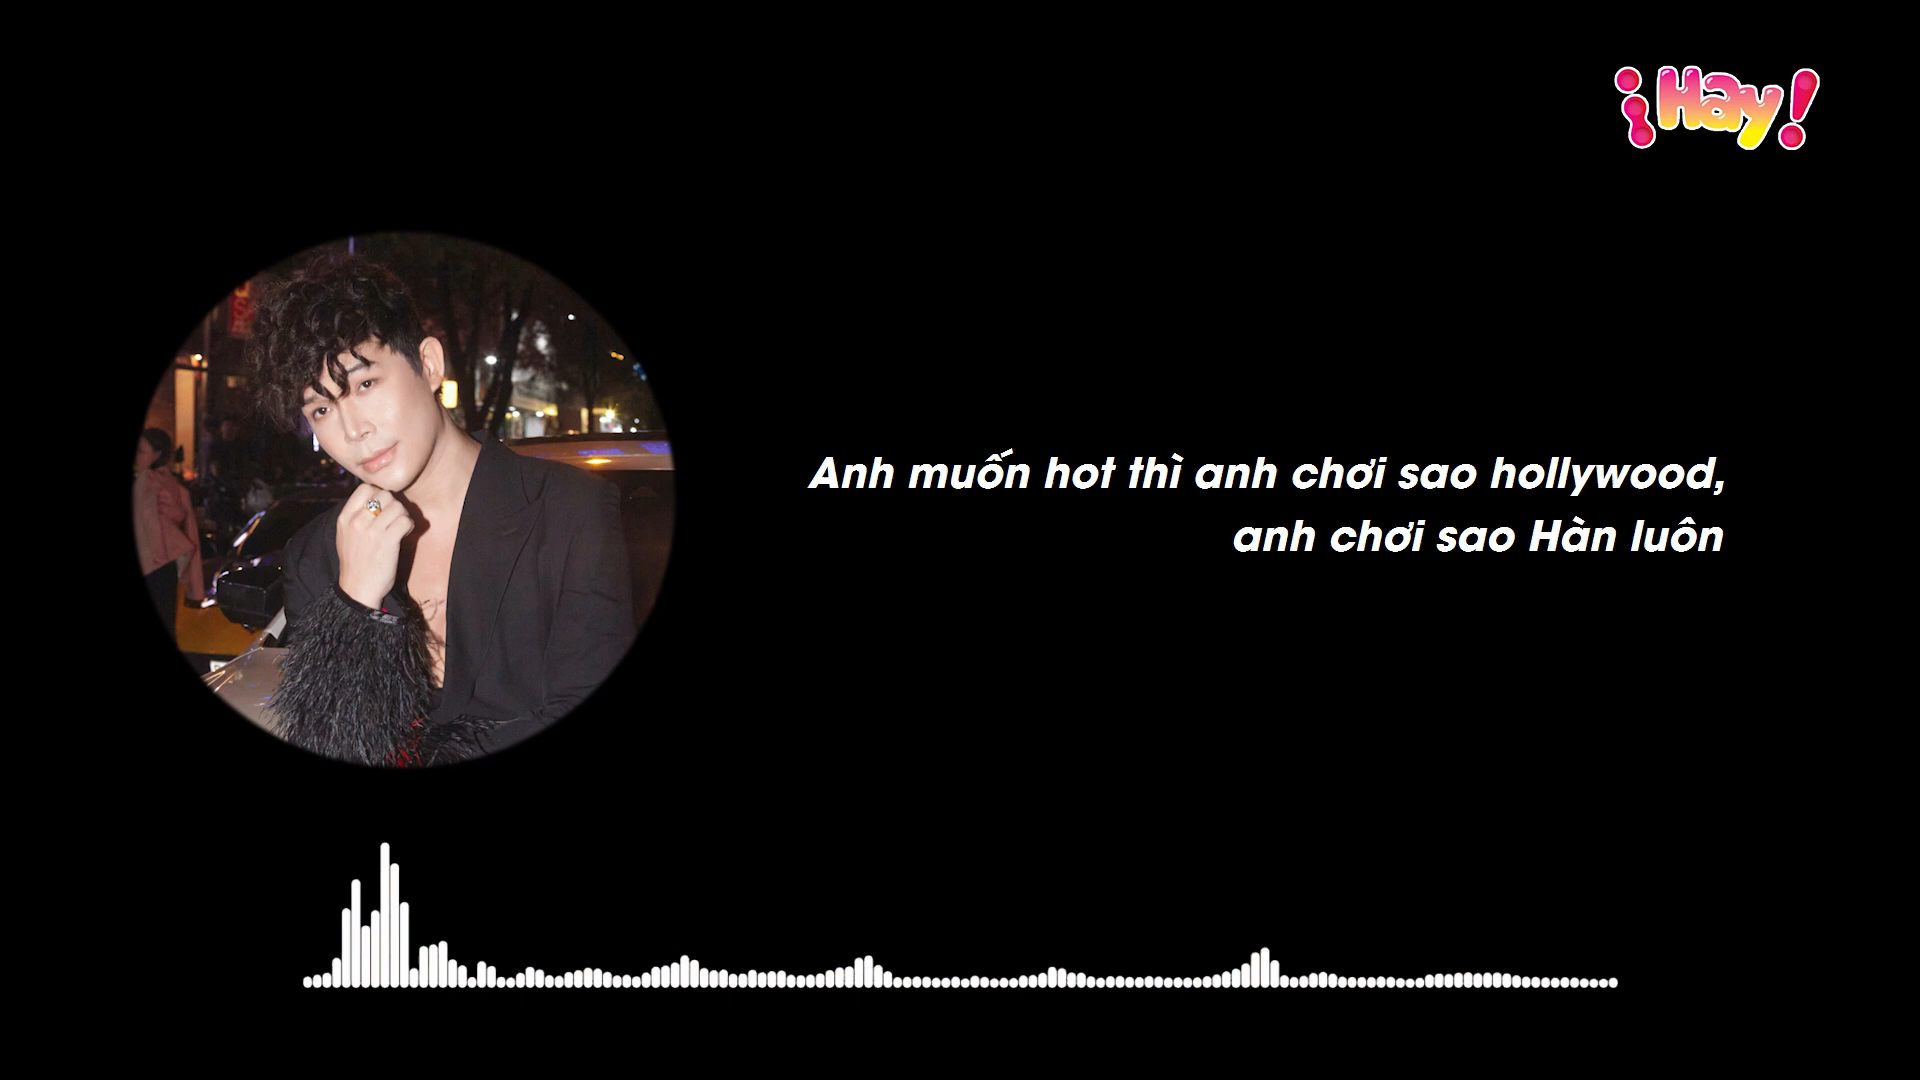 ¡Hay!
Anh muốn hot thì anh chơi sao hollywood,
anh chơi sao Hàn luôn